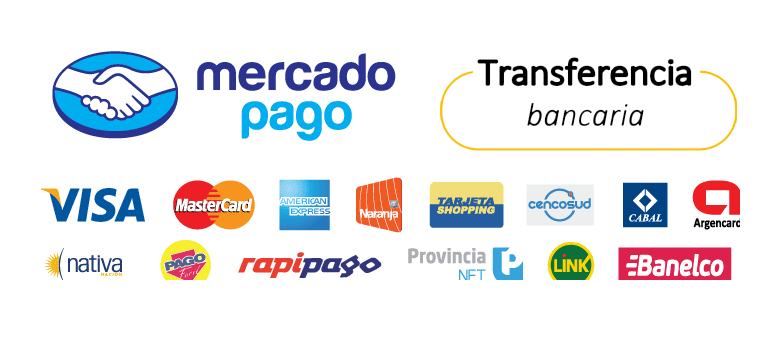 mercado
pago
Transferencia
bancaria
VISA
MasterCard
AMERICAN
EXPRESS
Naranja
TARJETA
SHOPPING
cencosud
CABAL
Argencard
nativa
NACIÓN
PAGO
Fácil
rapipago
Provincia
NET
LINK
Banelco